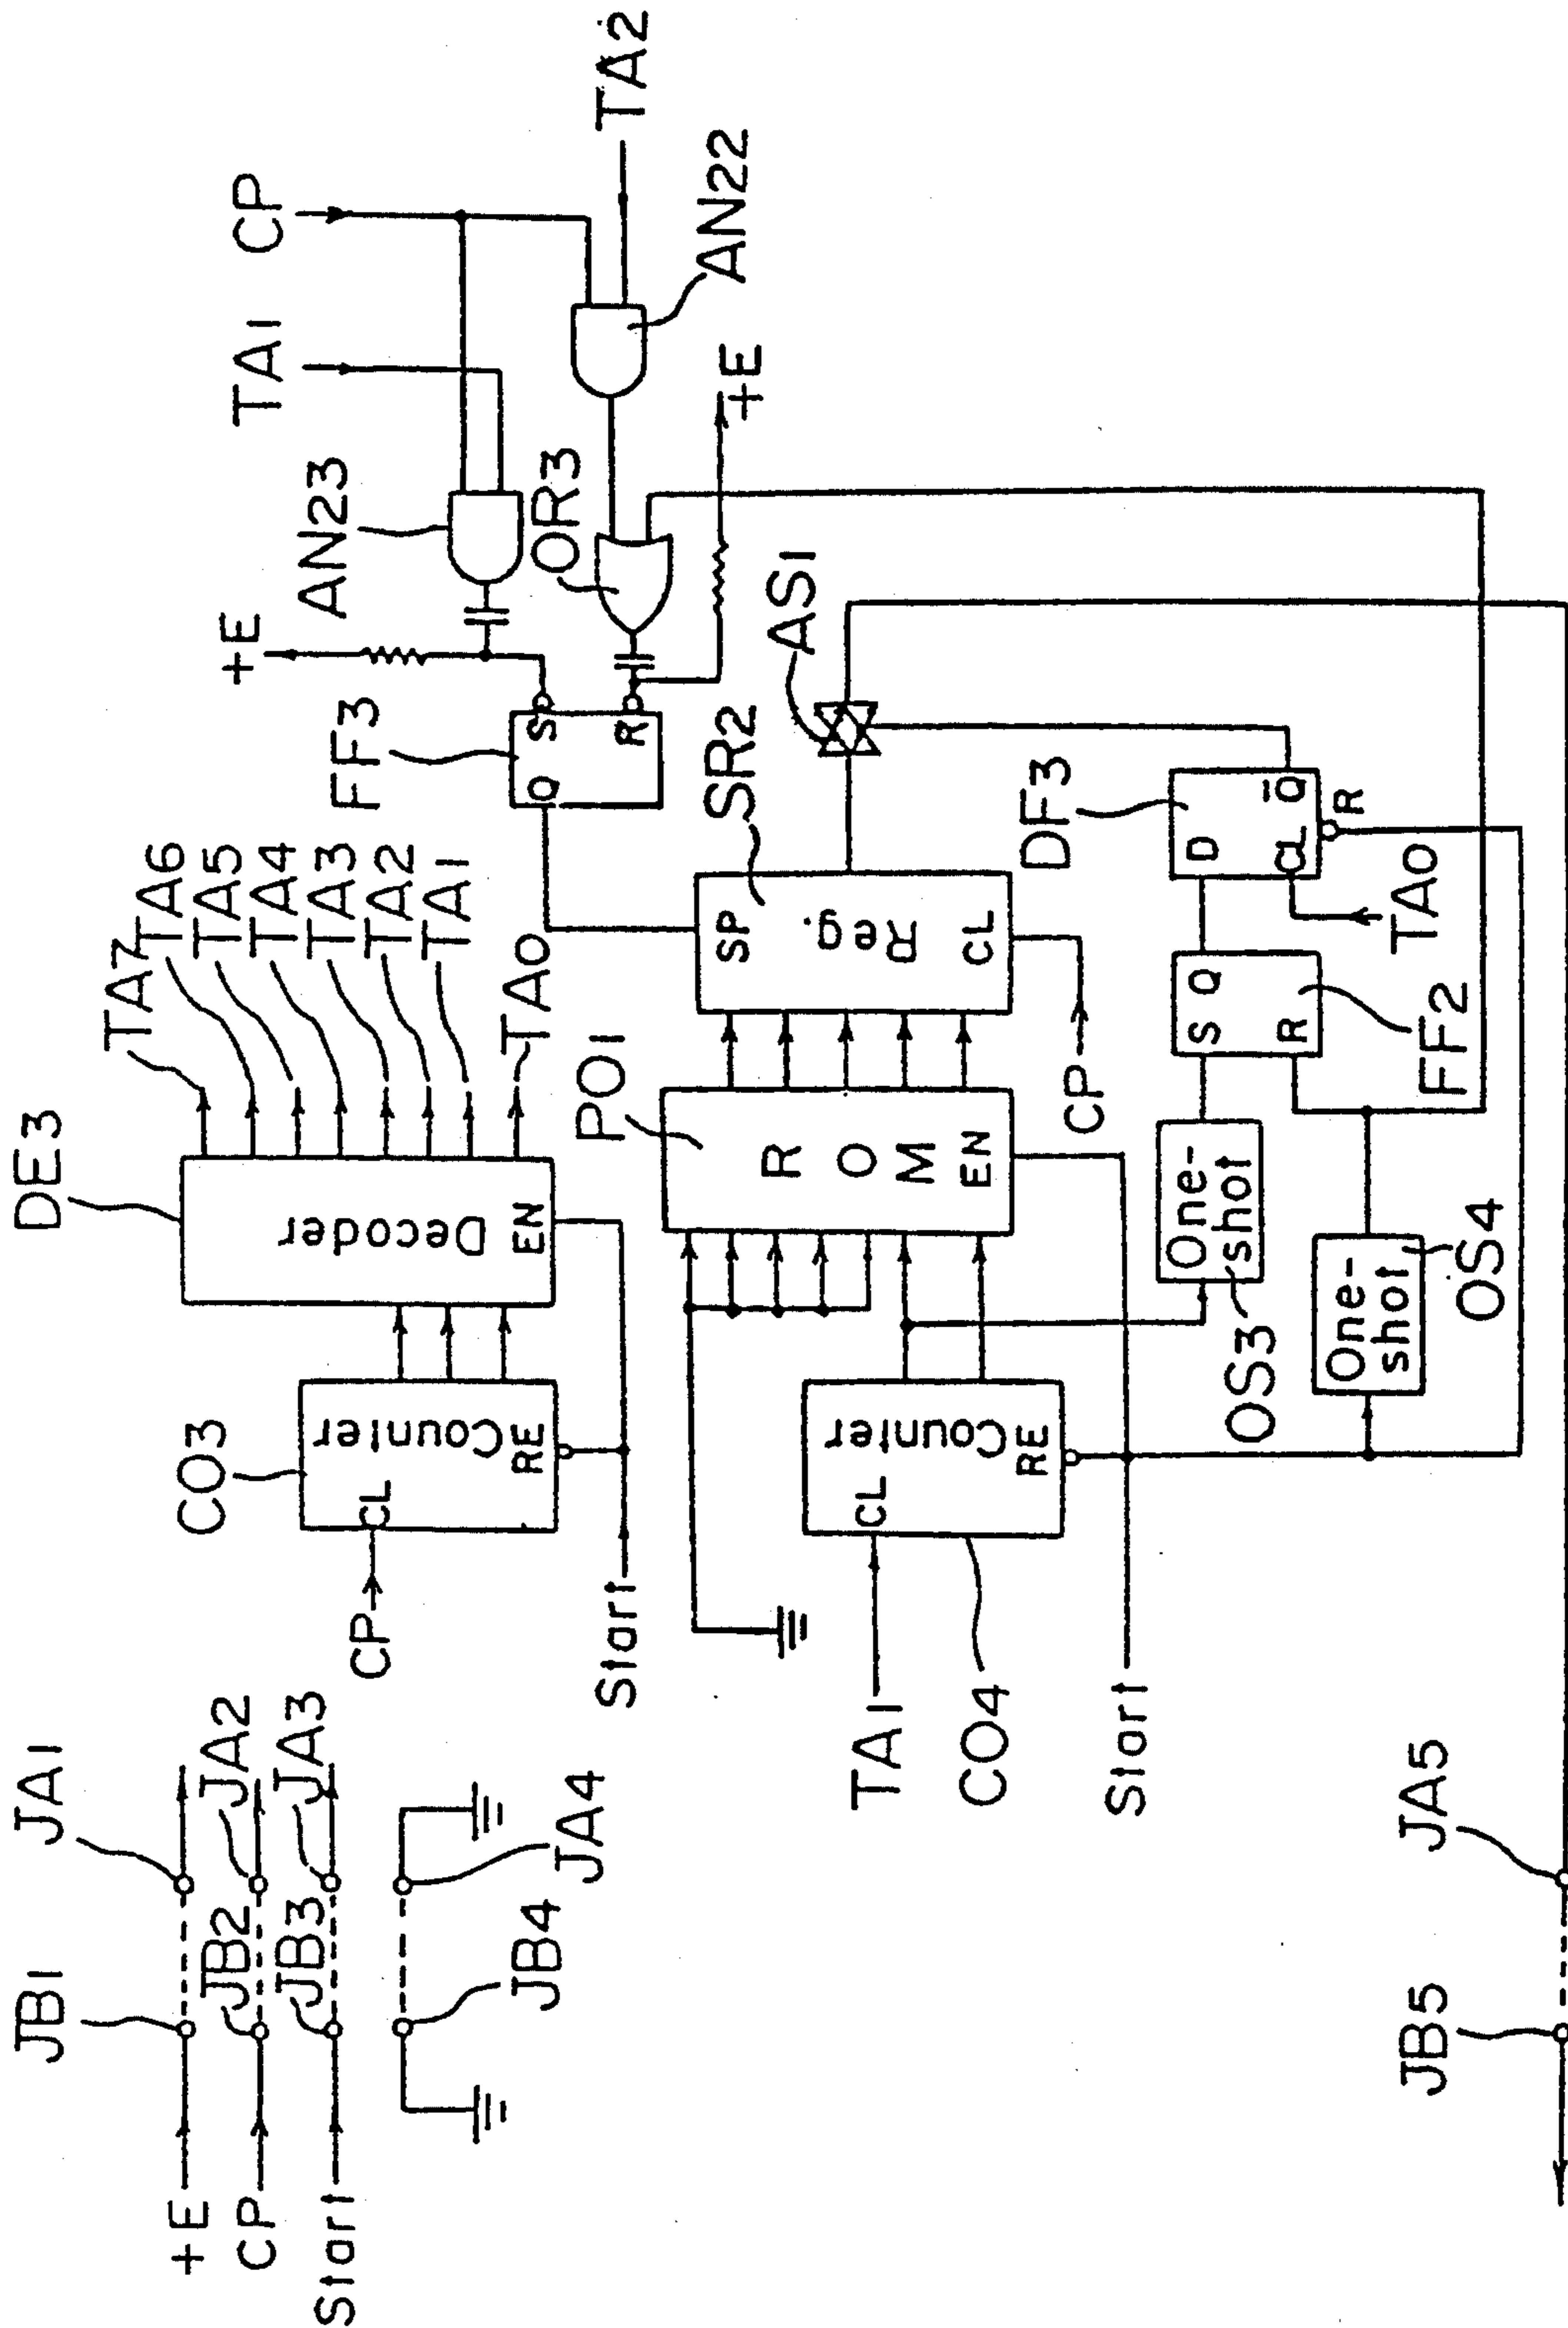 JB1
JA1
+E
CP
JB2
JA2
Start
JB3
JA3
JB4
JA4
CO3
CP
CL
Counter
RE
Start
DE3
Decoder
EN
TA7
TA6
TA5
TA4
TA3
TA2
TA1
TA0
FF3
Q
S
R
+E
AN23
TA1
CP
OR3
AN22
TA2
+E
TA1
CL
Counter
RE
CO4
Start
PO1
ROM
EN
SP
Reg.
CL
SR2
CP
AS1
OS3
One-
shot
S
Q
R
FF2
D
CL
Q̄
R
DF3
TA0
One-
shot
OS4
JB5
JA5